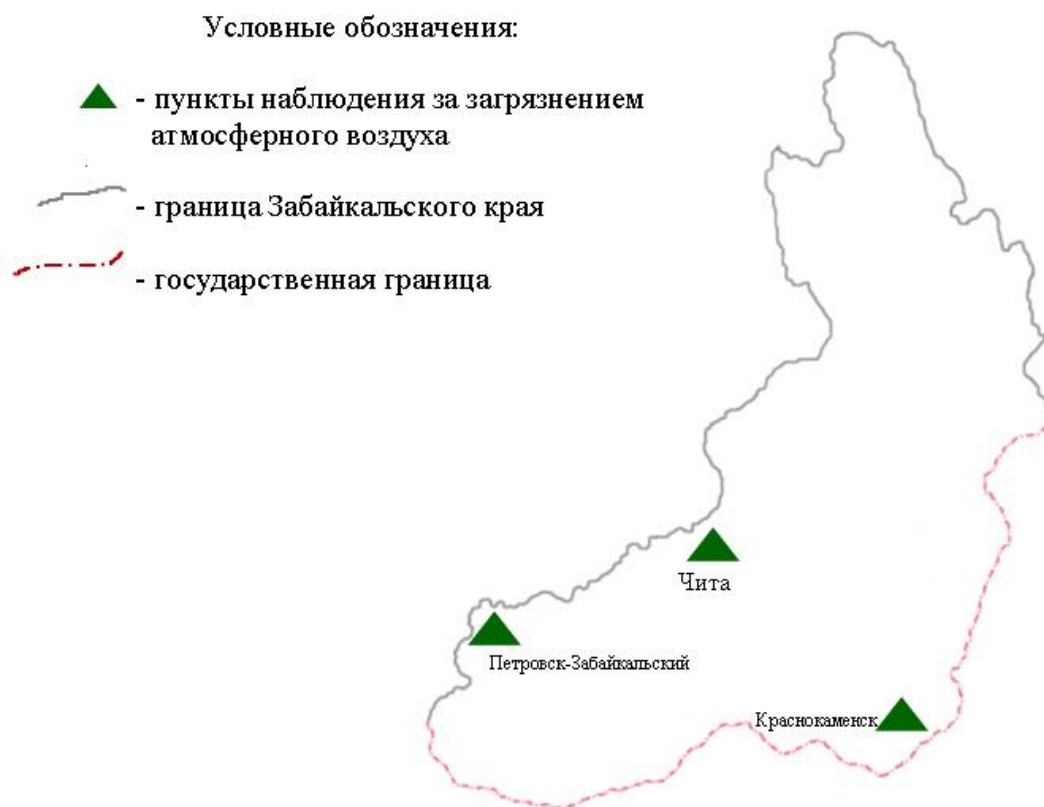 Условные обозначения:
- пункты наблюдения за загрязнением
атмосферного воздуха
- граница Забайкальского края
- государственная граница
Чита
Петровск-Забайкальский
Краснокаменск